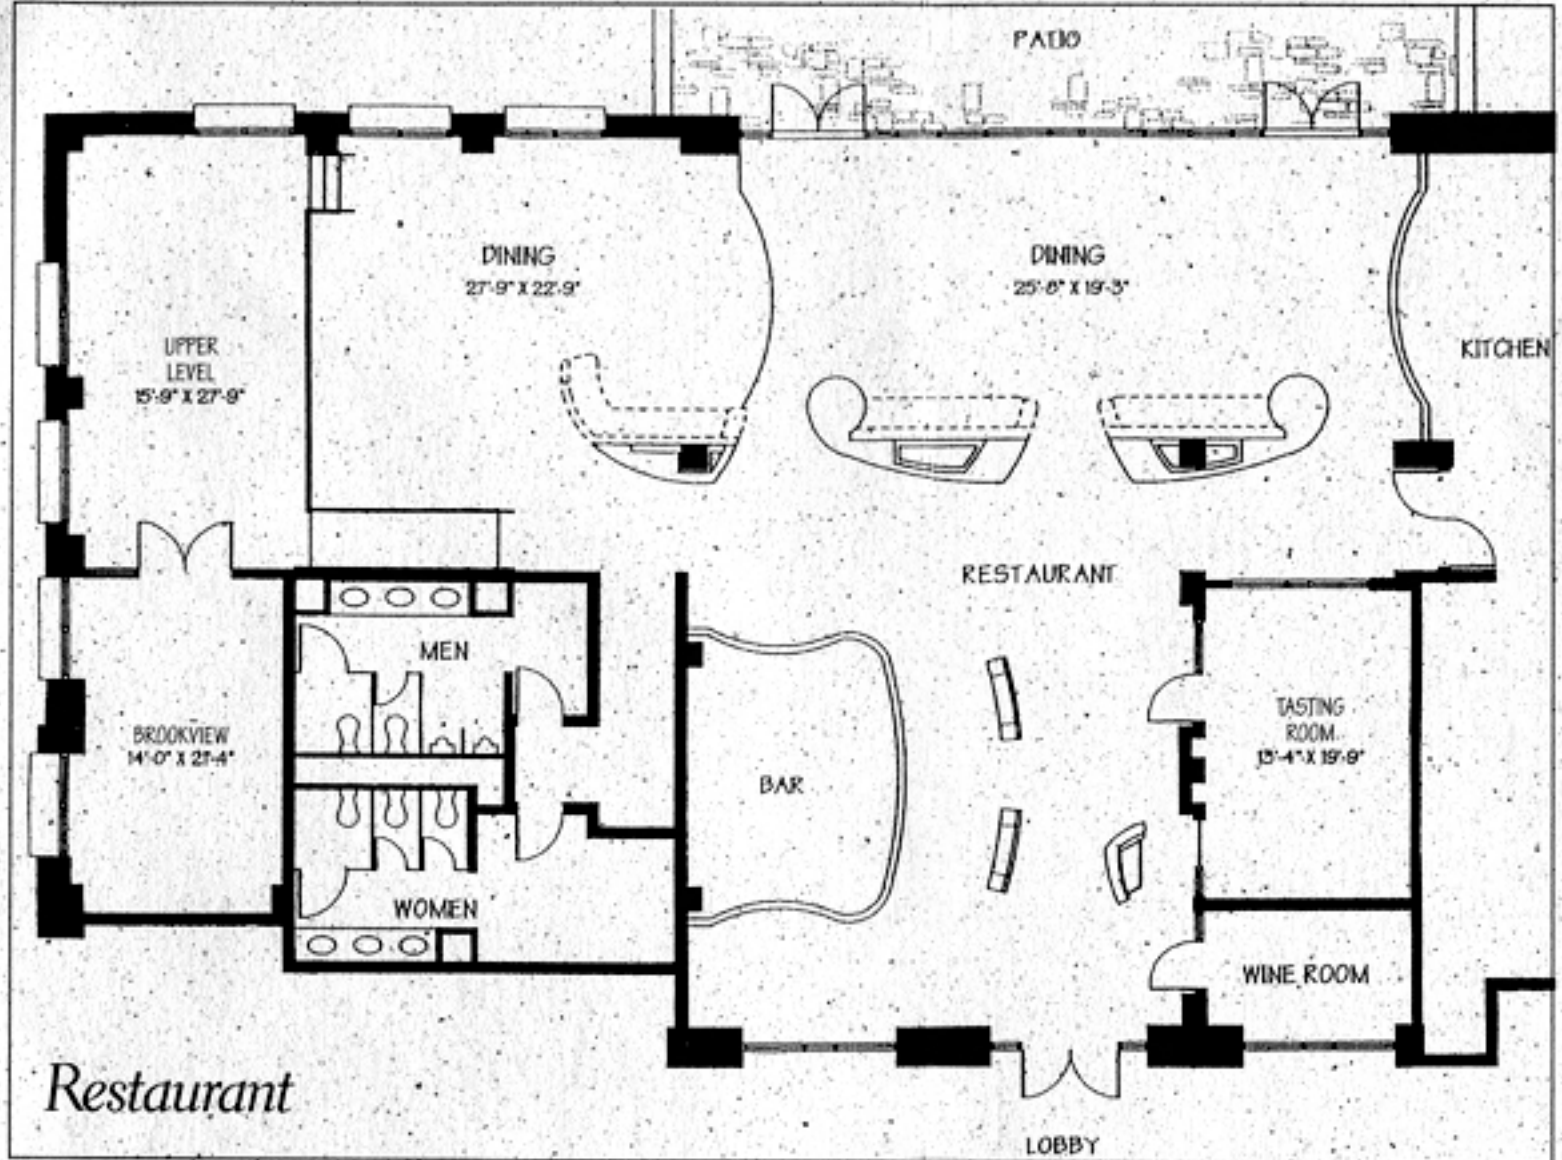 PATIO
DINING
27'-9" X 22'-9"
DINING
25'-8" X 19'-3"
UPPER
LEVEL
15'-9" X 27'-9"
KITCHEN
RESTAURANT
MEN
BROOKVIEW
14'-0" X 21'-4"
TASTING
ROOM
13'-4" X 19'-9"
BAR
WOMEN
WINE ROOM
Restaurant
LOBBY